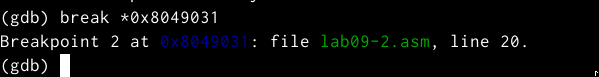 (gdb) break *0x8049031
Breakpoint 2 at 0x8049031: file lab09-2.asm, line 20.
(gdb)